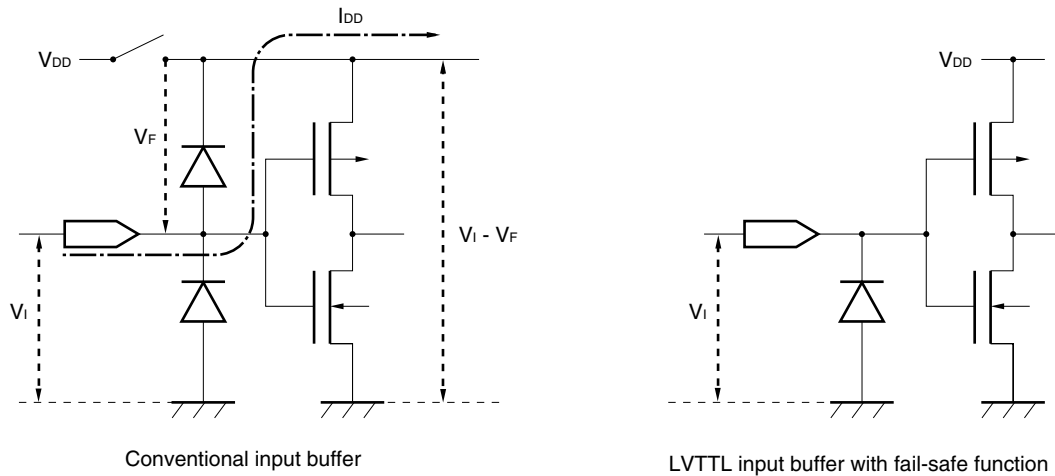 IDD
VDD
VDD
VF
VI - VF
VI
VI
Conventional input buffer
LVTTL input buffer with fail-safe function